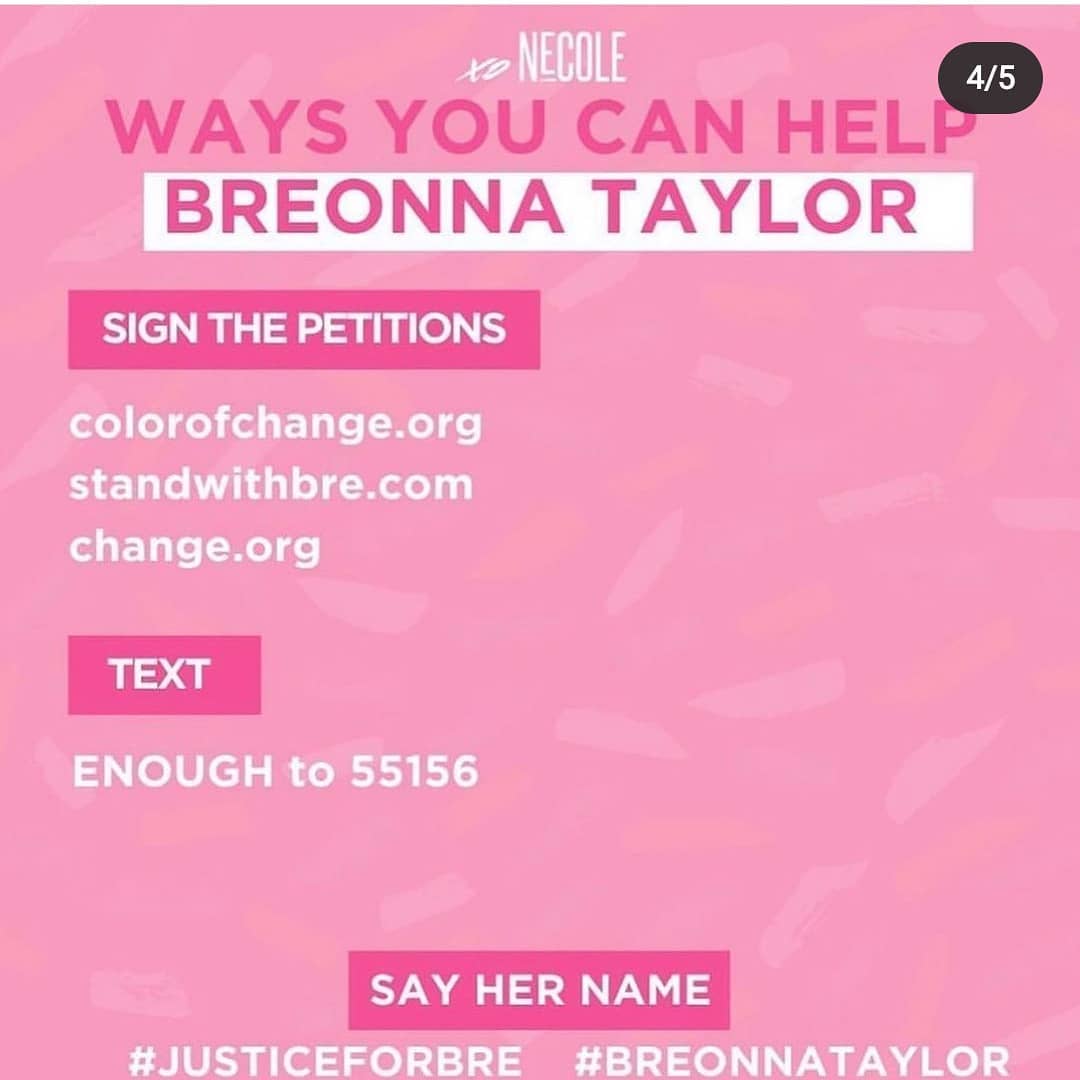 xo NECOLE
4/5
WAYS YOU CAN HELP
BREONNA TAYLOR
SIGN THE PETITIONS
colorofchange.org
standwithbre.com
change.org
TEXT
ENOUGH to 55156
SAY HER NAME
#JUSTICEFORBRE #BREONNATAYLOR